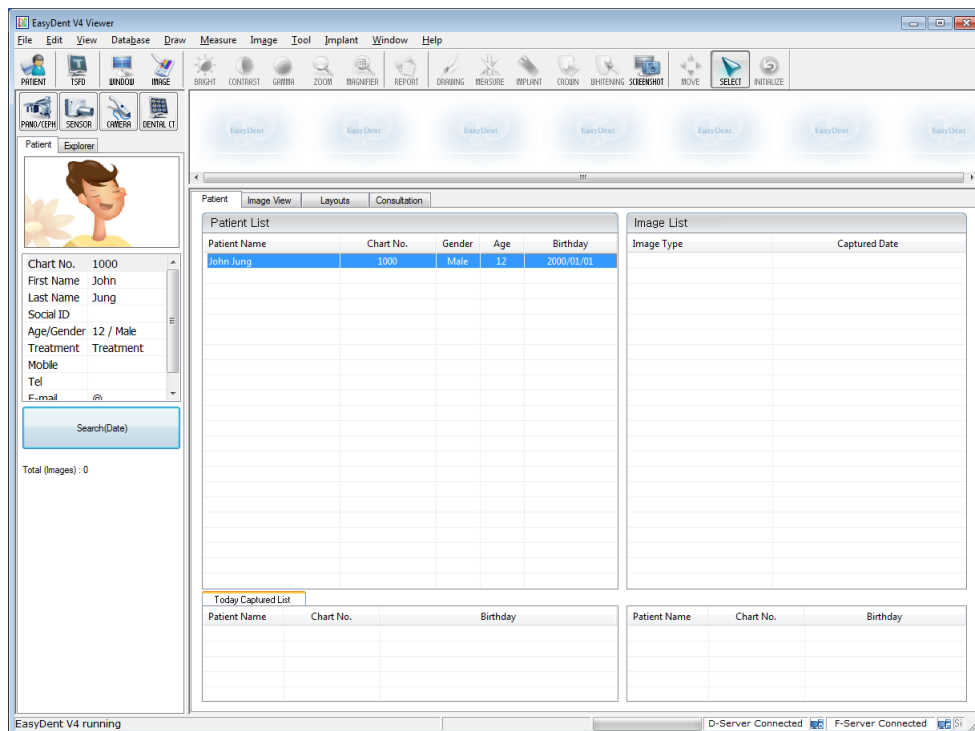 EasyDent V4 Viewer
File Edit View Database Draw Measure Image Tool Implant Window Help
PATIENT TSFD WINDOW IMAGE BRIGHT CONTRAST GAMMA ZOOM MAGNIFIER REPORT DRAWING MEASURE IMPLANT CROWN WHITENING SCREENSHOT MOVE SELECT INITIALIZE
PANO/CEPH SENSOR CAMERA DENTAL CT
EasyDent EasyDent EasyDent EasyDent EasyDent EasyDent EasyDent
Patient Explorer
Patient Image View Layouts Consultation
Patient List
Image List
Patient Name Chart No. Gender Age Birthday
Image Type Captured Date
John Jung 1000 Male 12 2000/01/01
Chart No. 1000
First Name John
Last Name Jung
Social ID
Age/Gender 12 / Male
Treatment Treatment
Mobile
Tel
E-mail @
Search(Date)
Total (Images) : 0
Today Captured List
Patient Name Chart No. Birthday
Patient Name Chart No. Birthday
EasyDent V4 running
D-Server Connected
F-Server Connected
Si